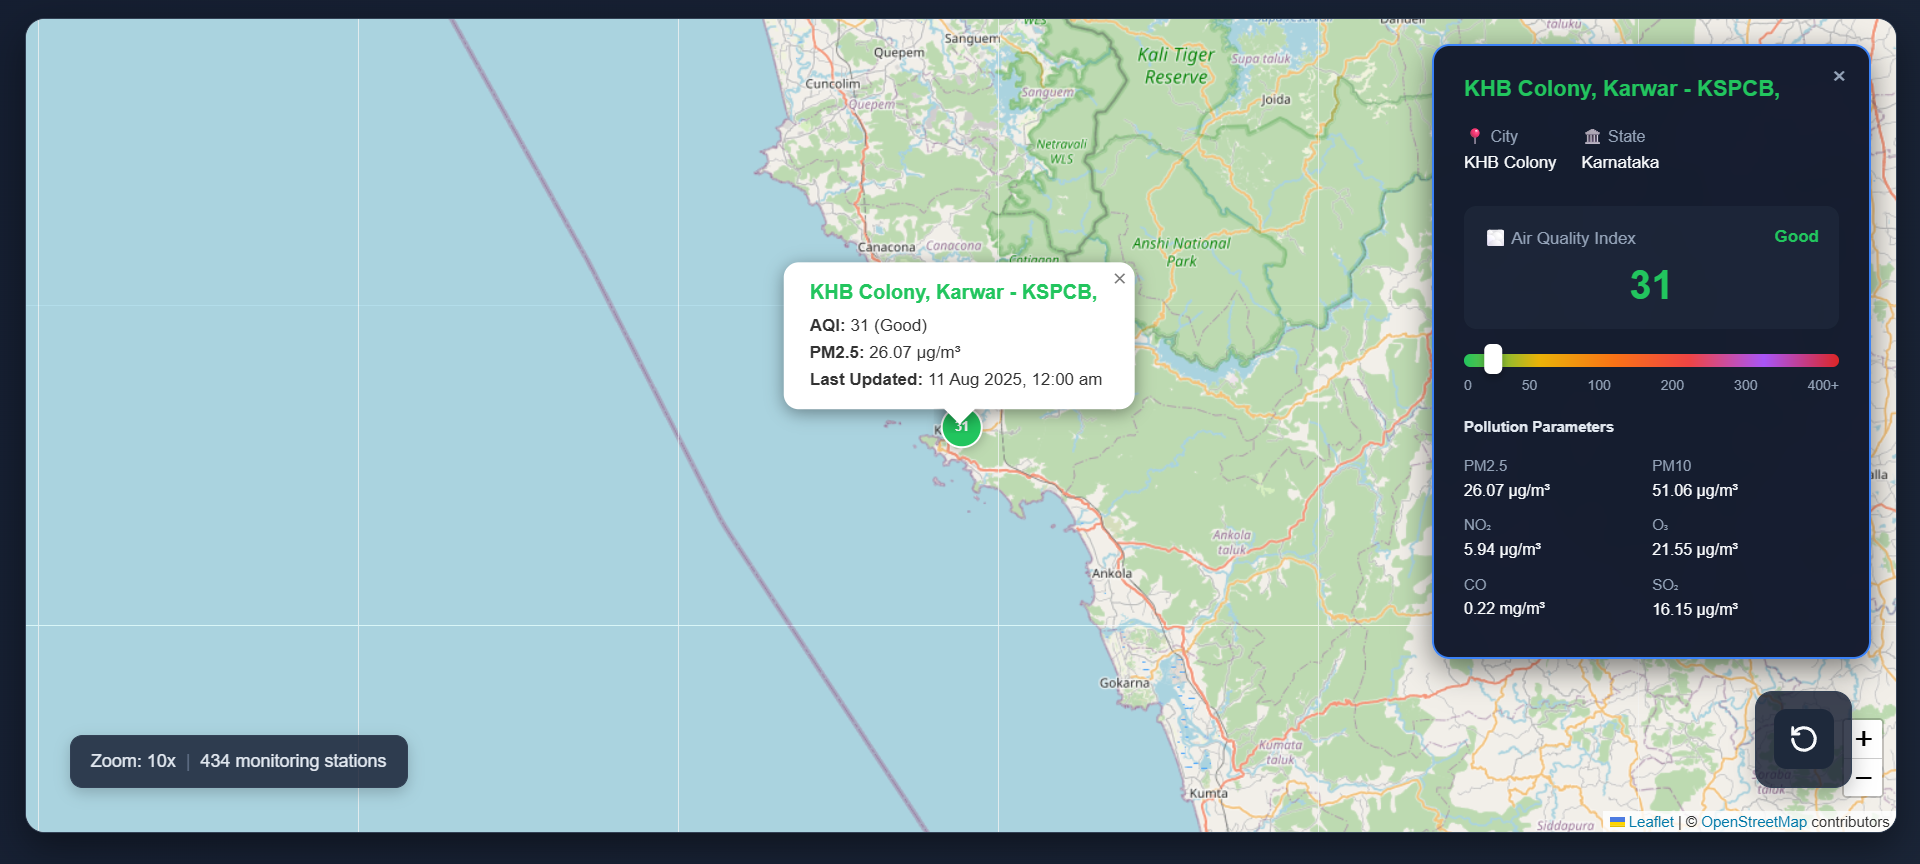 WLS
Sanguem
Quepem
Cuncolim
Quepem
Sanguem
Kali Tiger
Reserve
Supa taluk
Joida
Dandeli
taluku
Netravali
WLS
Canacona
Canacona
Cotigaon
Anshi National
Park
KHB Colony, Karwar - KSPCB,
×
AQI: 31 (Good)
PM2.5: 26.07 µg/m³
Last Updated: 11 Aug 2025, 12:00 am
31
Ankola
taluk
Ankola
Gokarna
Kumta
taluk
Kumta
Siddapura
Soraba
taluk
Zoom: 10x | 434 monitoring stations
KHB Colony, Karwar - KSPCB,
×
City
KHB Colony
State
Karnataka
Air Quality Index
Good
31
0 50 100 200 300 400+
Pollution Parameters
PM2.5
26.07 µg/m³
PM10
51.06 µg/m³
NO₂
5.94 µg/m³
O₃
21.55 µg/m³
CO
0.22 mg/m³
SO₂
16.15 µg/m³
+
−
Leaflet | © OpenStreetMap contributors